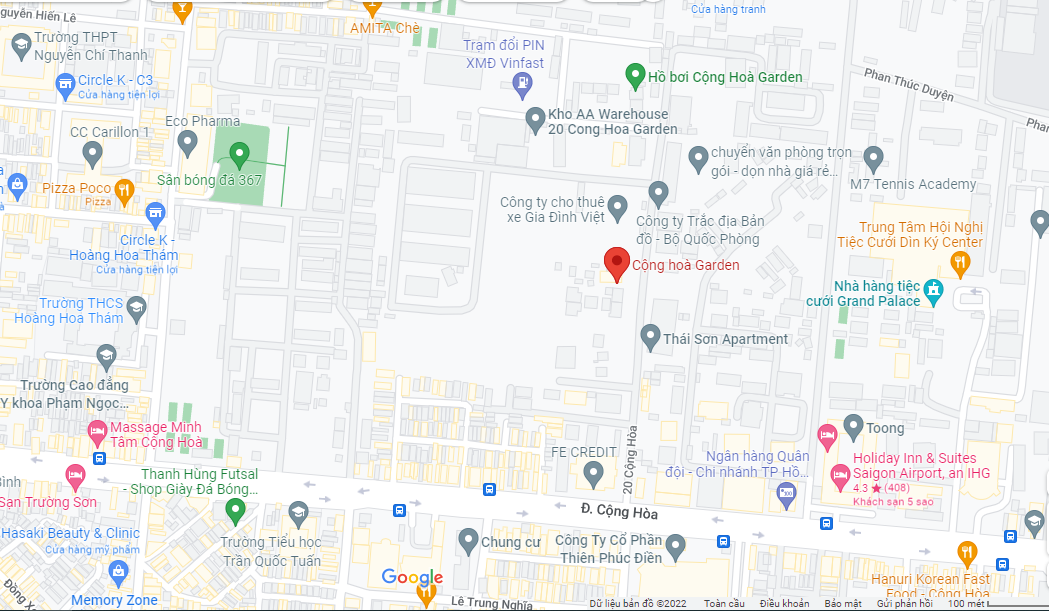 guyễn Hiến Lê
Cửa hàng tranh
AMITA Chè
Trường THPT
Nguyễn Chí Thanh
Trạm đổi PIN
XMĐ Vinfast
Circle K - C3
Cửa hàng tiện lợi
Hồ bơi Cộng Hoà Garden
Phan Thúc Duyện
Phan
Kho AA Warehouse
20 Cong Hoa Garden
Eco Pharma
CC Carillon 1
chuyển văn phòng trọn
gói - dọn nhà giá rẻ...
Sân bóng đá 367
M7 Tennis Academy
Pizza Poco
Pizza
Công ty cho thuê
xe Gia Đình Việt
Công ty Trắc địa Bản
đồ - Bộ Quốc Phòng
Trung Tâm Hội Nghị
Tiệc Cưới Dìn Ký Center
Circle K -
Hoàng Hoa Thám
Cửa hàng tiện lợi
Cộng hoà Garden
Nhà hàng tiệc
cưới Grand Palace
Trường THCS
Hoàng Hoa Thám
Thái Sơn Apartment
Trường Cao đẳng
Y khoa Phạm Ngọc...
Massage Minh
Tâm Cộng Hoà
Toong
20 Cộng Hòa
FE CREDIT
Ngân hàng Quân
đội - Chi nhánh TP Hồ...
Holiday Inn & Suites
Saigon Airport, an IHG
4.3 ★ (408)
Khách sạn 5 sao
Bình
Thanh Hùng Futsal
- Shop Giày Đá Bóng...
Sạn Trường Sơn
Đ. Cộng Hòa
Hasaki Beauty & Clinic
Cửa hàng mỹ phẩm
Trường Tiểu học
Trần Quốc Tuấn
Chung cư
Công Ty Cổ Phần
Thiên Phúc Điền
Hanuri Korean Fast
Food - Cộng Hòa
Google
Memory Zone
Đồng Xo
Lê Trung Nghĩa
Dữ liệu bản đồ ©2022 Toàn cầu Điều khoản Bảo mật Gửi phản hồi 100 mét